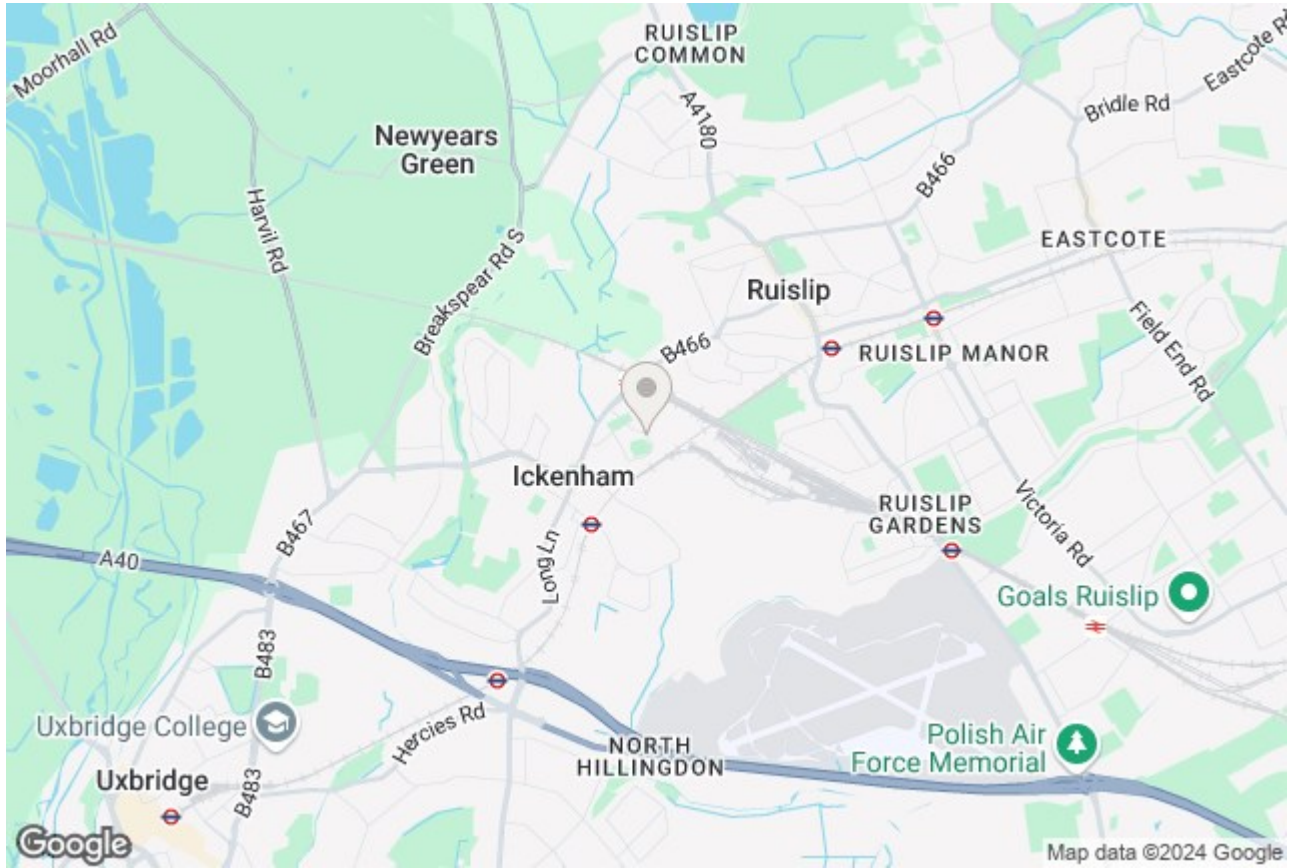 Moorhall Rd
RUISLIP
COMMON
Eastcote Rd
Bridle Rd
A4180
Newyears
Green
B466
Harvil Rd
Breakspear Rd S
EASTCOTE
Ruislip
B466
RUISLIP MANOR
Field End Rd
Ickenham
RUISLIP
GARDENS
Victoria Rd
B467
A40
Long Ln
Goals Ruislip
B483
Uxbridge College
Hercies Rd
NORTH
HILLINGDON
Polish Air
Force Memorial
Uxbridge
B483
Google
Map data ©2024 Google